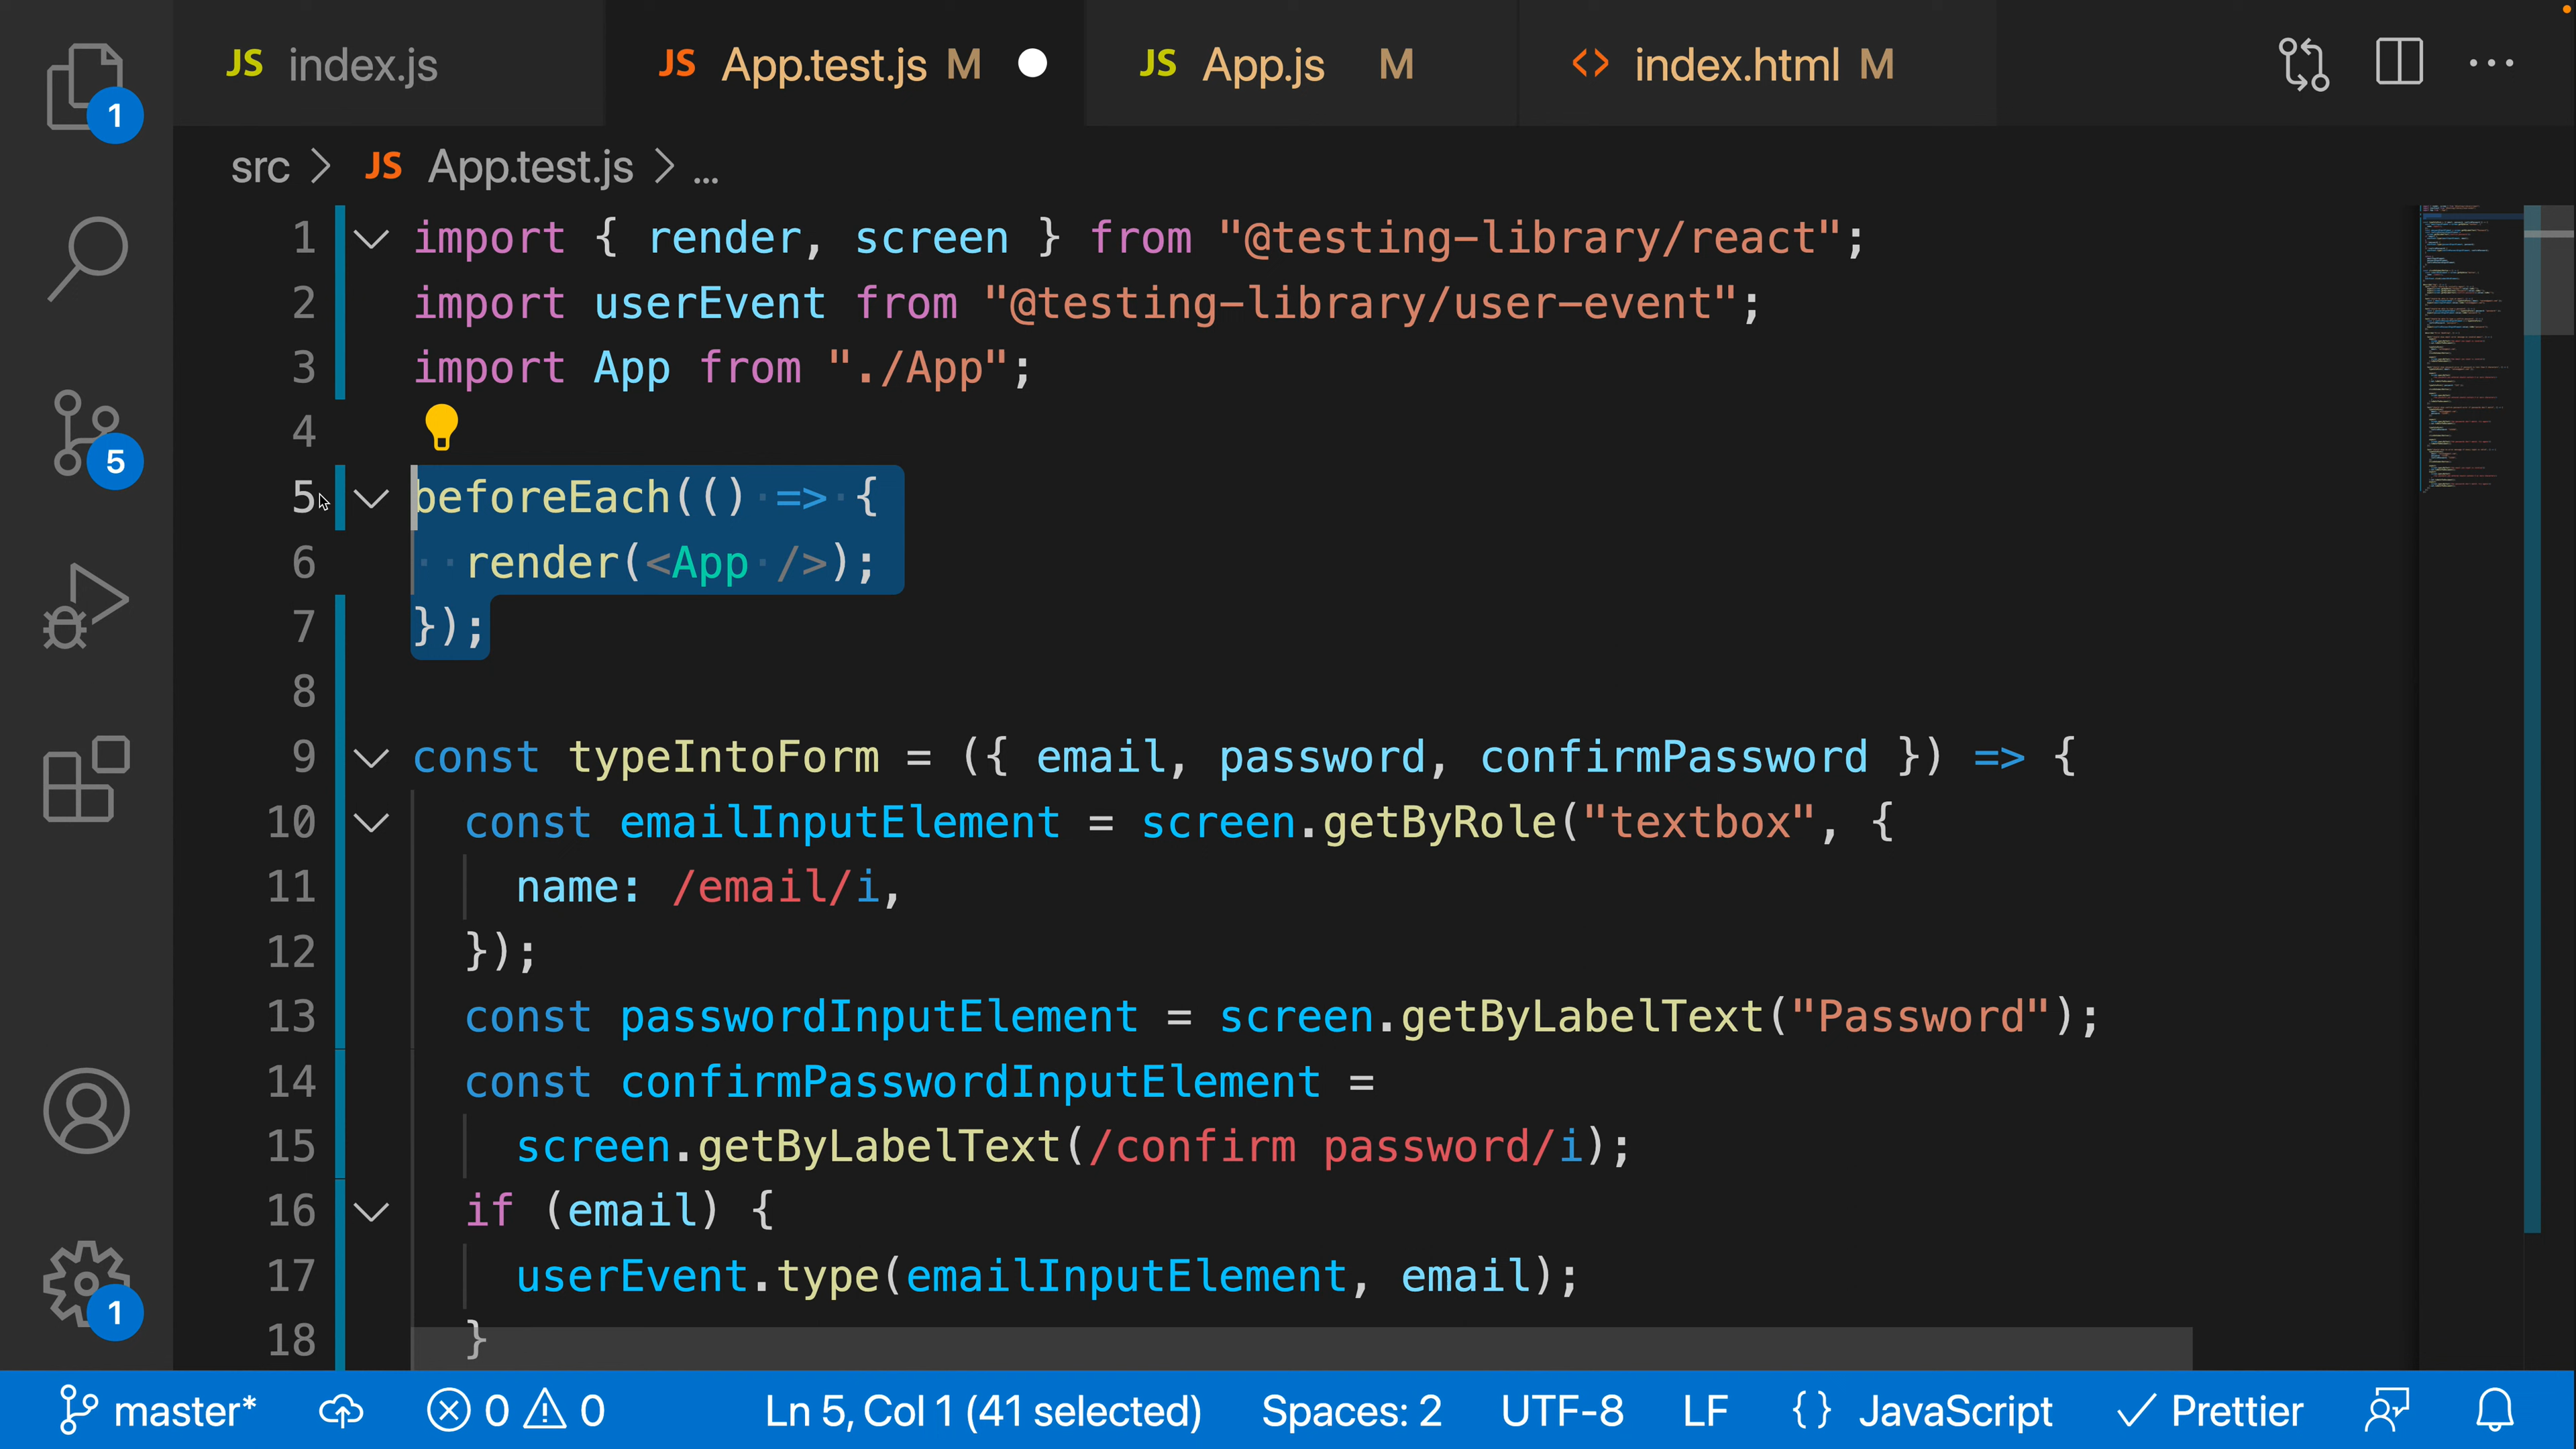 JS index.js
JS App.test.js M
JS App.js M
<> index.html M
1
5
1
src > JS App.test.js > ...
1 import { render, screen } from "@testing-library/react";
2 import userEvent from "@testing-library/user-event";
3 import App from "./App";
4
5 beforeEach(() => {
6   render(<App />);
7 });
8
9 const typeIntoForm = ({ email, password, confirmPassword }) => {
10   const emailInputElement = screen.getByRole("textbox", {
11     name: /email/i,
12   });
13   const passwordInputElement = screen.getByLabelText("Password");
14   const confirmPasswordInputElement =
15     screen.getByLabelText(/confirm password/i);
16   if (email) {
17     userEvent.type(emailInputElement, email);
18   }
master* 0 0 Ln 5, Col 1 (41 selected) Spaces: 2 UTF-8 LF {} JavaScript Prettier